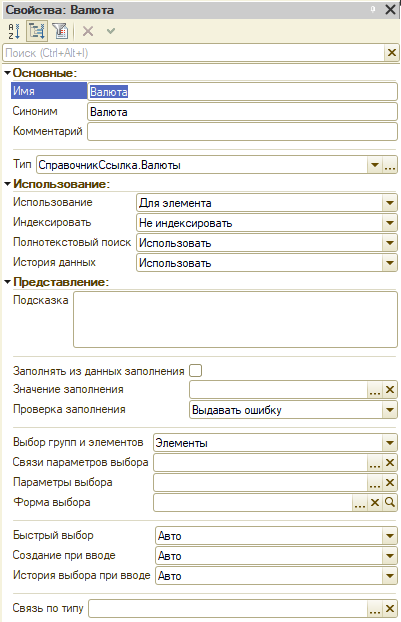 Свойства: Валюта
Поиск (Ctrl+Alt+I)
Основные:
Имя Валюта
Синоним Валюта
Комментарий
Тип СправочникСсылка.Валюты
Использование:
Использование Для элемента
Индексировать Не индексировать
Полнотекстовый поиск Использовать
История данных Использовать
Представление:
Подсказка
Заполнять из данных заполнения
Значение заполнения
Проверка заполнения Выдавать ошибку
Выбор групп и элементов Элементы
Связи параметров выбора
Параметры выбора
Форма выбора
Быстрый выбор Авто
Создание при вводе Авто
История выбора при вводе Авто
Связь по типу